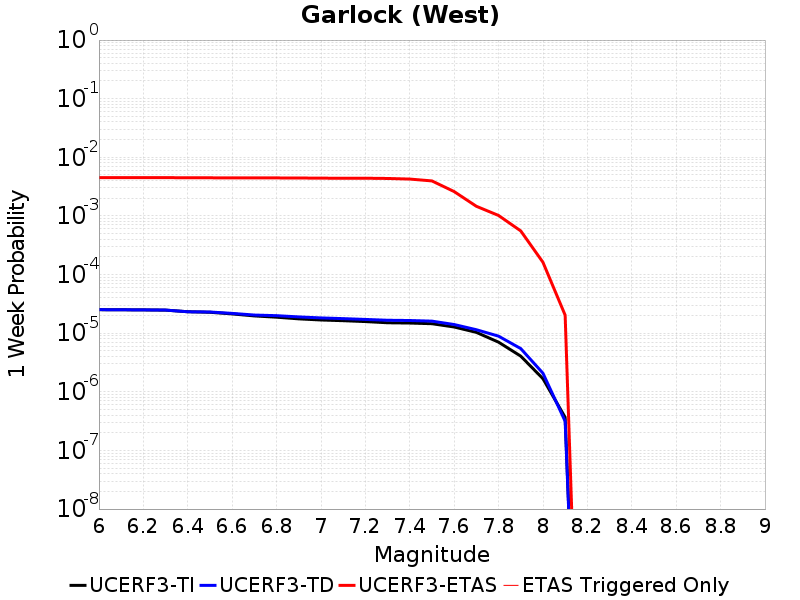 Garlock (West)
1 Week Probability
10^0
10^-1
10^-2
10^-3
10^-4
10^-5
10^-6
10^-7
10^-8
6 6.2 6.4 6.6 6.8 7 7.2 7.4 7.6 7.8 8 8.2 8.4 8.6 8.8 9
Magnitude
UCERF3-TI UCERF3-TD UCERF3-ETAS ETAS Triggered Only